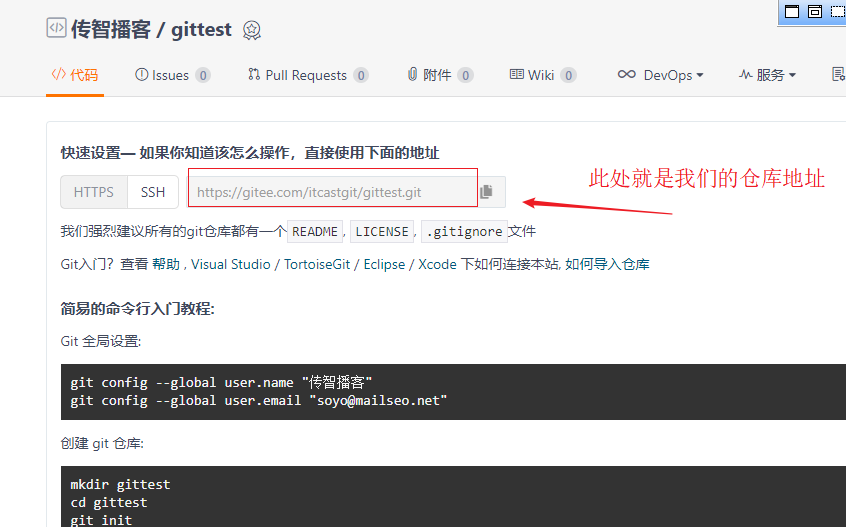 传智播客 / gittest
代码 Issues 0 Pull Requests 0 附件 0 Wiki 0 DevOps 服务
快速设置— 如果你知道该怎么操作，直接使用下面的地址
HTTPS SSH https://gitee.com/itcastgit/gittest.git
此处就是我们的仓库地址
我们强烈建议所有的git仓库都有一个 README, LICENSE, .gitignore 文件
Git入门？查看 帮助 , Visual Studio / TortoiseGit / Eclipse / Xcode 下如何连接本站, 如何导入仓库
简易的命令行入门教程:
Git 全局设置:
git config --global user.name "传智播客"
git config --global user.email "soyo@mailseo.net"
创建 git 仓库:
mkdir gittest
cd gittest
git init